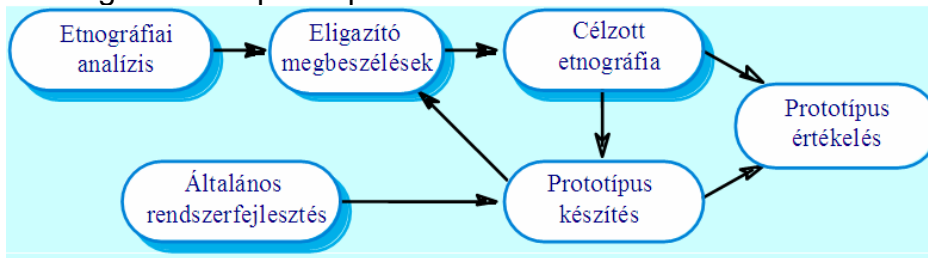 Etnográfiai
analízis
Eligazító
megbeszélések
Célzott
etnográfia
Prototípus
értékelés
Általános
rendszerfejlesztés
Prototípus
készítés